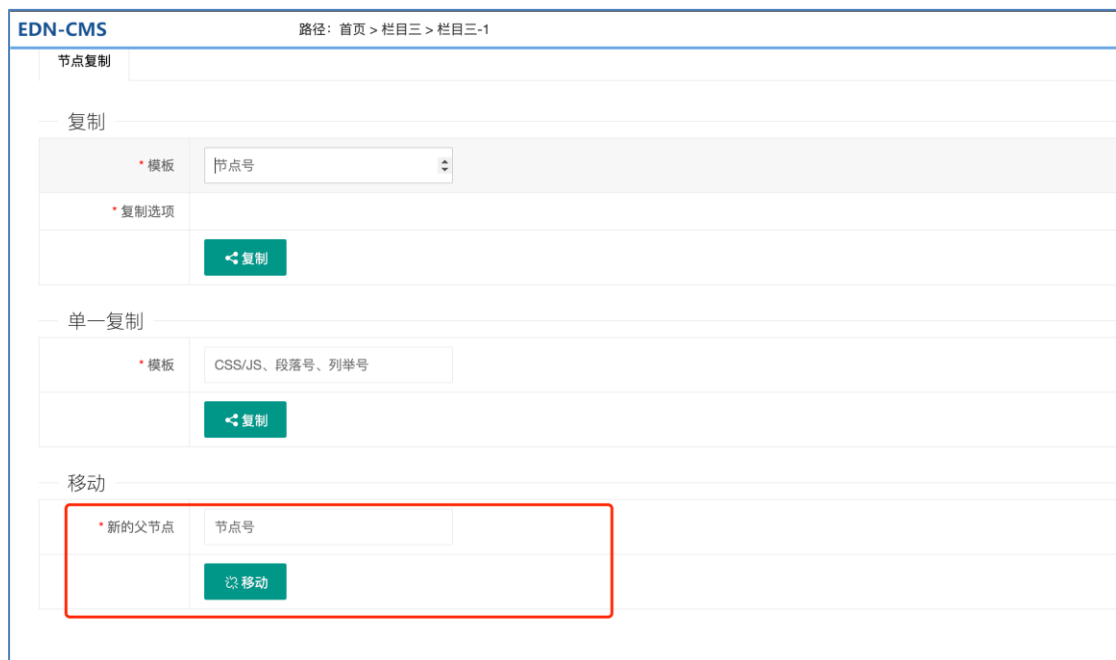 EDN-CMS 路径：首页 > 栏目三 > 栏目三-1
节点复制
复制
* 模板 节点号
* 复制选项
复制
单一复制
* 模板 CSS/JS、段落号、列举号
复制
移动
* 新的父节点 节点号
移动